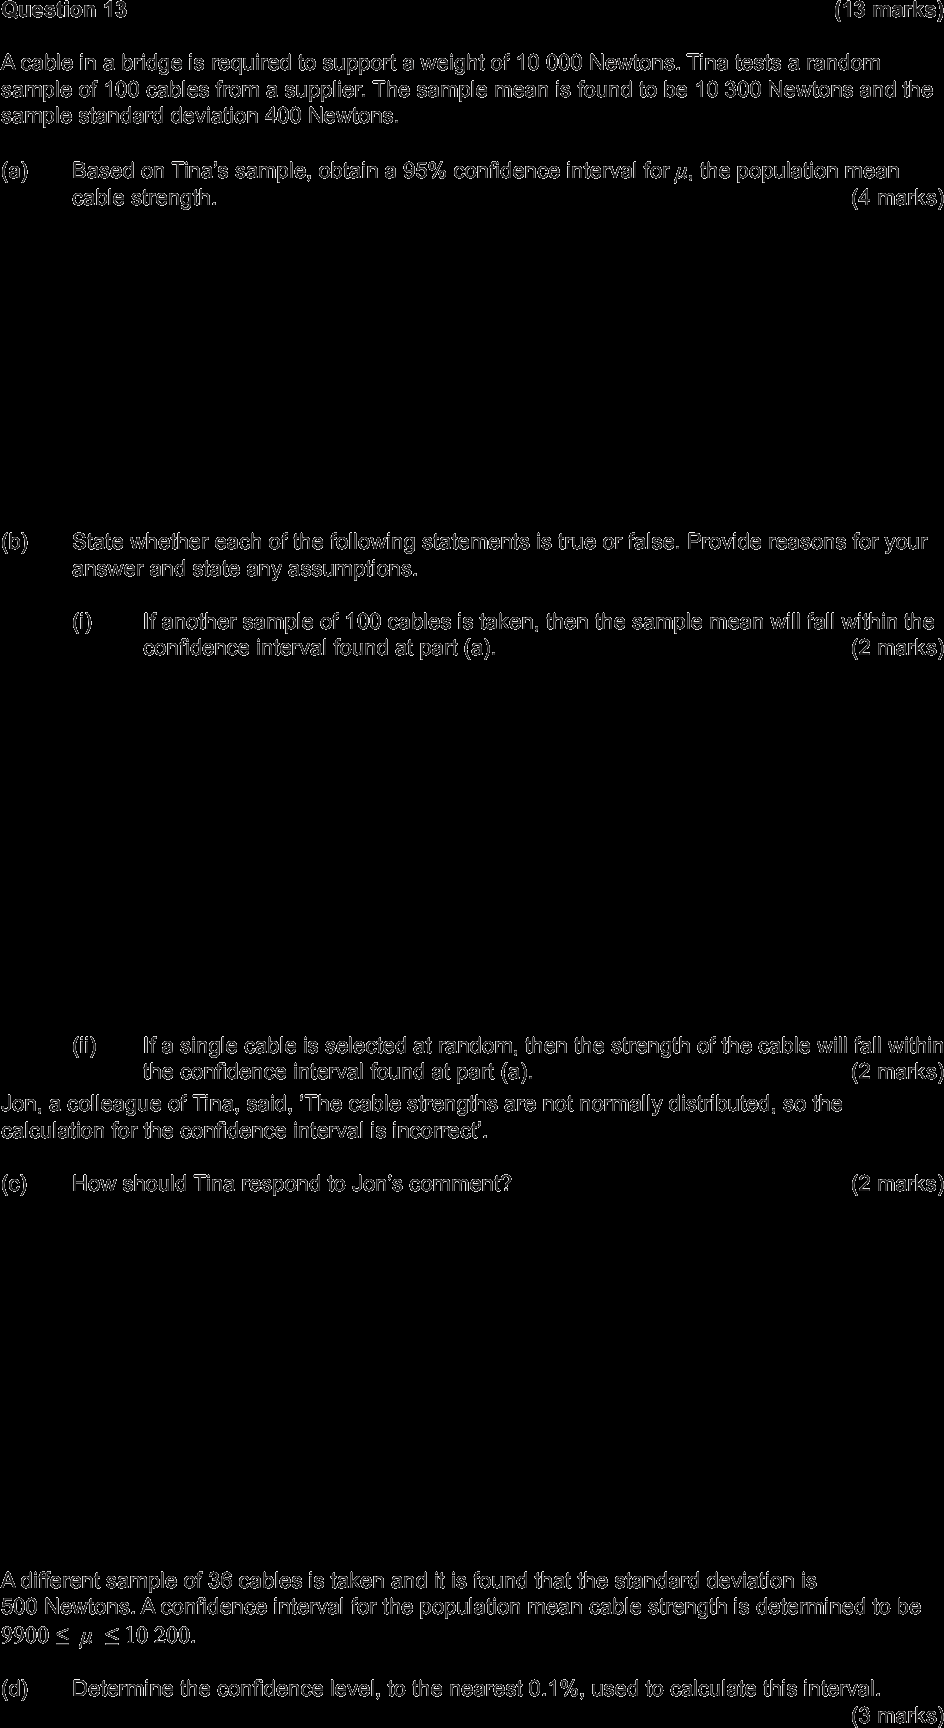 Question 13 (13 marks)
A cable in a bridge is required to support a weight of 10 000 Newtons. Tina tests a random
sample of 100 cables from a supplier. The sample mean is found to be 10 300 Newtons and the
sample standard deviation 400 Newtons.
(a) Based on Tina's sample, obtain a 95% confidence interval for μ, the population mean
cable strength. (4 marks)
(b) State whether each of the following statements is true or false. Provide reasons for your
answer and state any assumptions.
(i) If another sample of 100 cables is taken, then the sample mean will fall within the
confidence interval found at part (a). (2 marks)
(ii) If a single cable is selected at random, then the strength of the cable will fall within
the confidence interval found at part (a). (2 marks)
Jon, a colleague of Tina, said, 'The cable strengths are not normally distributed, so the
calculation for the confidence interval is incorrect'.
(c) How should Tina respond to Jon's comment? (2 marks)
A different sample of 36 cables is taken and it is found that the standard deviation is
500 Newtons. A confidence interval for the population mean cable strength is determined to be
9900 ≤ μ ≤ 10 200.
(d) Determine the confidence level, to the nearest 0.1%, used to calculate this interval.
(3 marks)